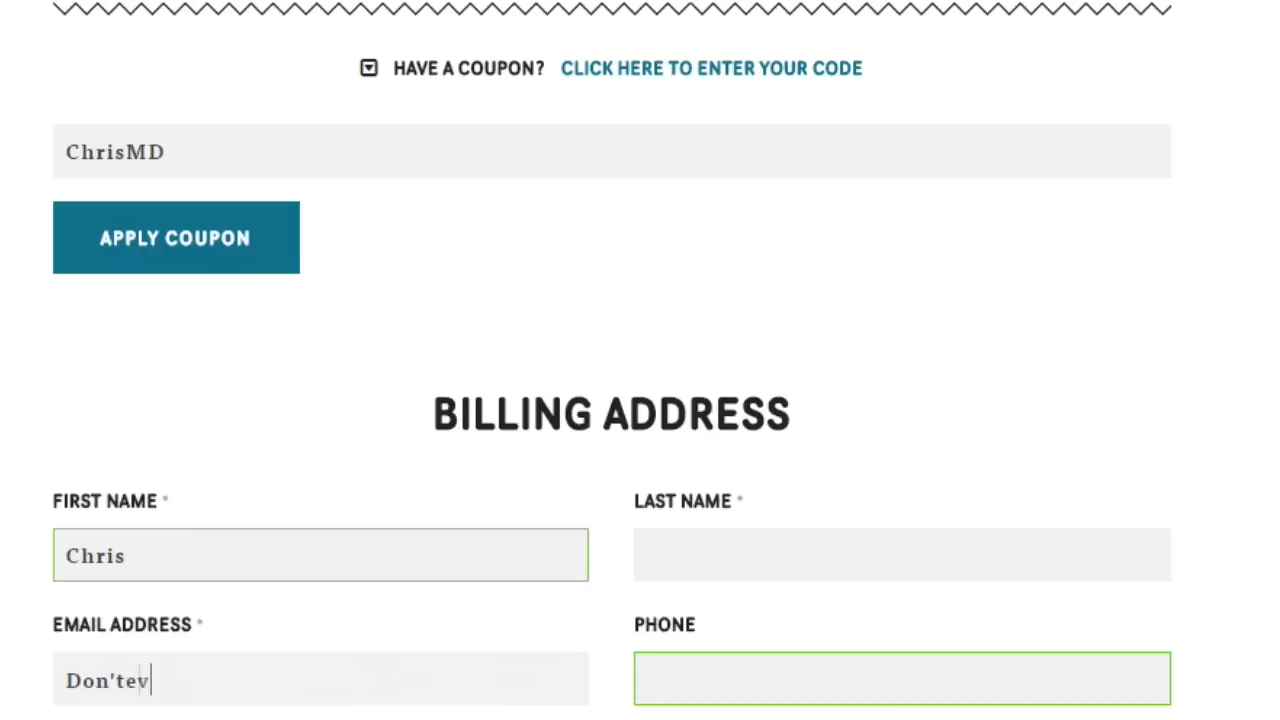 HAVE A COUPON? CLICK HERE TO ENTER YOUR CODE
ChrisMD
APPLY COUPON
BILLING ADDRESS
FIRST NAME * LAST NAME *
Chris
EMAIL ADDRESS * PHONE
Don'tev